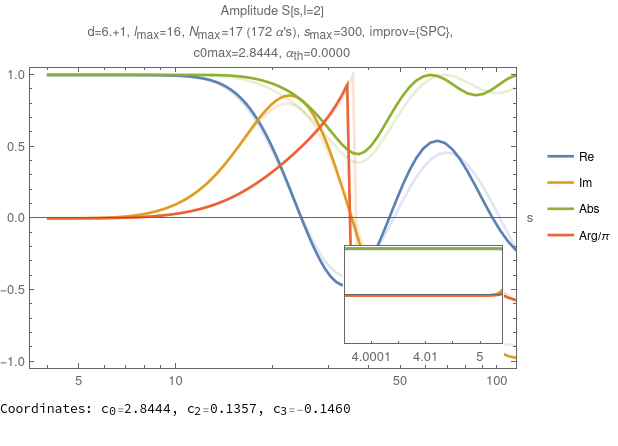 Amplitude S[s,l=2]
d=6.+1, lmax=16, Nmax=17 (172 α's), smax=300, improv={SPC},
c0max=2.8444, αth=0.0000
1.0
0.5
0.0
−0.5
−1.0
5
10
50
100
s
4.0001
4.01
5
Re
Im
Abs
Arg/π
Coordinates: c0=2.8444, c2=0.1357, c3=-0.1460